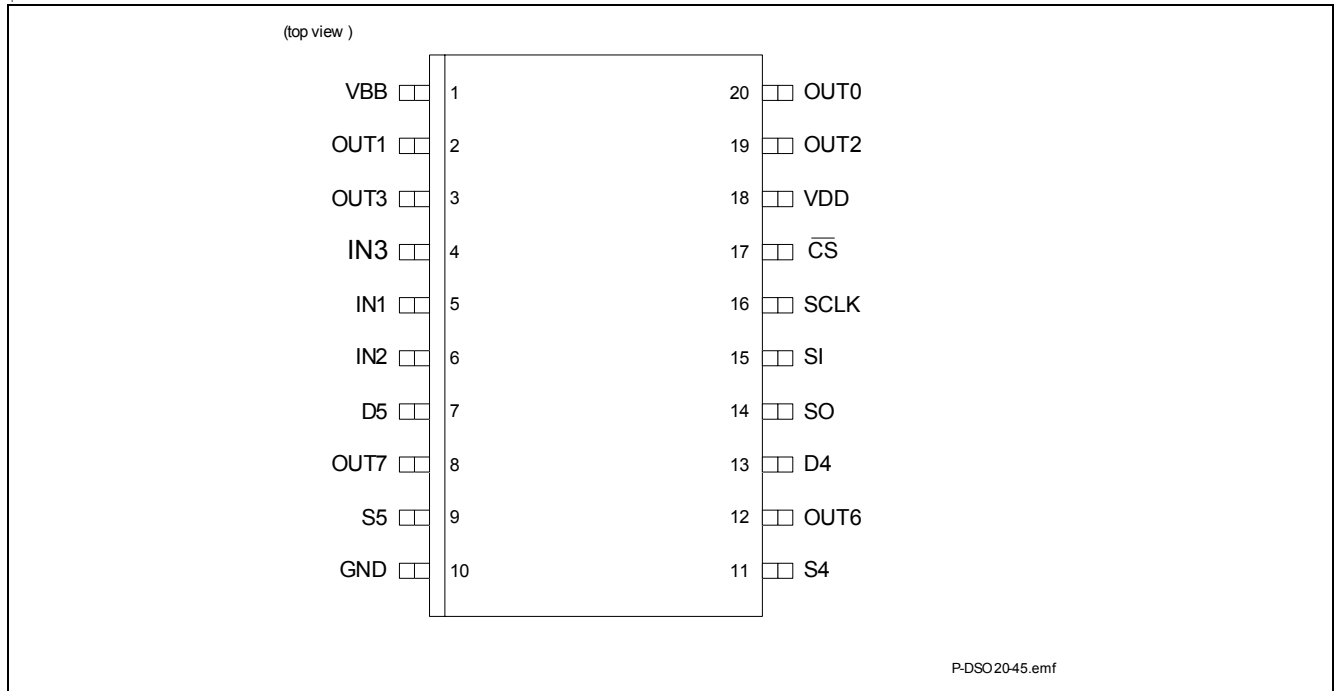 (top view )
VBB 1 20 OUT0
OUT1 2 19 OUT2
OUT3 3 18 VDD
IN3 4 17 C̅S̅
IN1 5 16 SCLK
IN2 6 15 SI
D5 7 14 SO
OUT7 8 13 D4
S5 9 12 OUT6
GND 10 11 S4
P-DSO20-45.emf